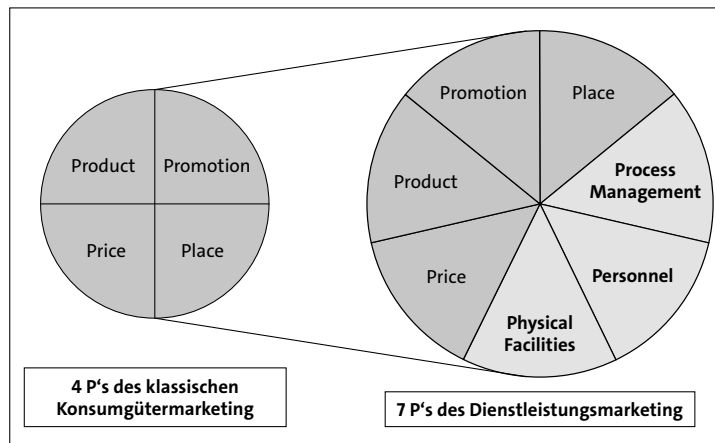 Product
Promotion
Price
Place
4 P‘s des klassischen
Konsumgütermarketing
Promotion
Place
Product
Process
Management
Price
Personnel
Physical
Facilities
7 P‘s des Dienstleistungsmarketing